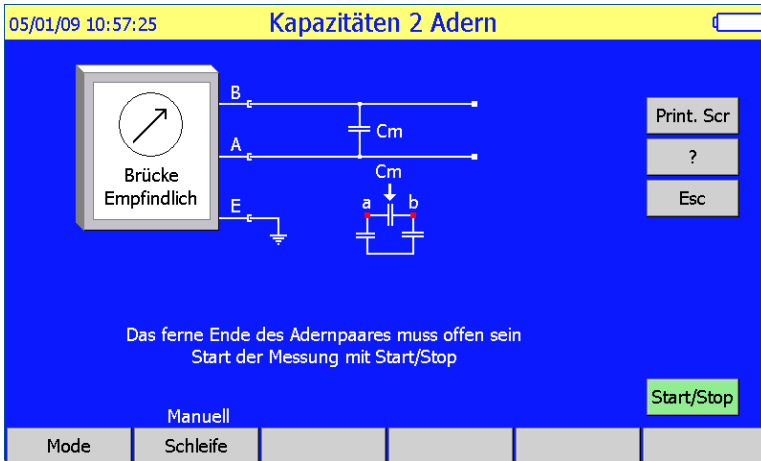 05/01/09 10:57:25
Kapazitäten 2 Adern
B
Cm
A
E
Brücke
Empfindlich
Cm
a
b
Print. Scr
?
Esc
Das ferne Ende des Adernpaares muss offen sein
Start der Messung mit Start/Stop
Start/Stop
Manuell
Mode
Schleife